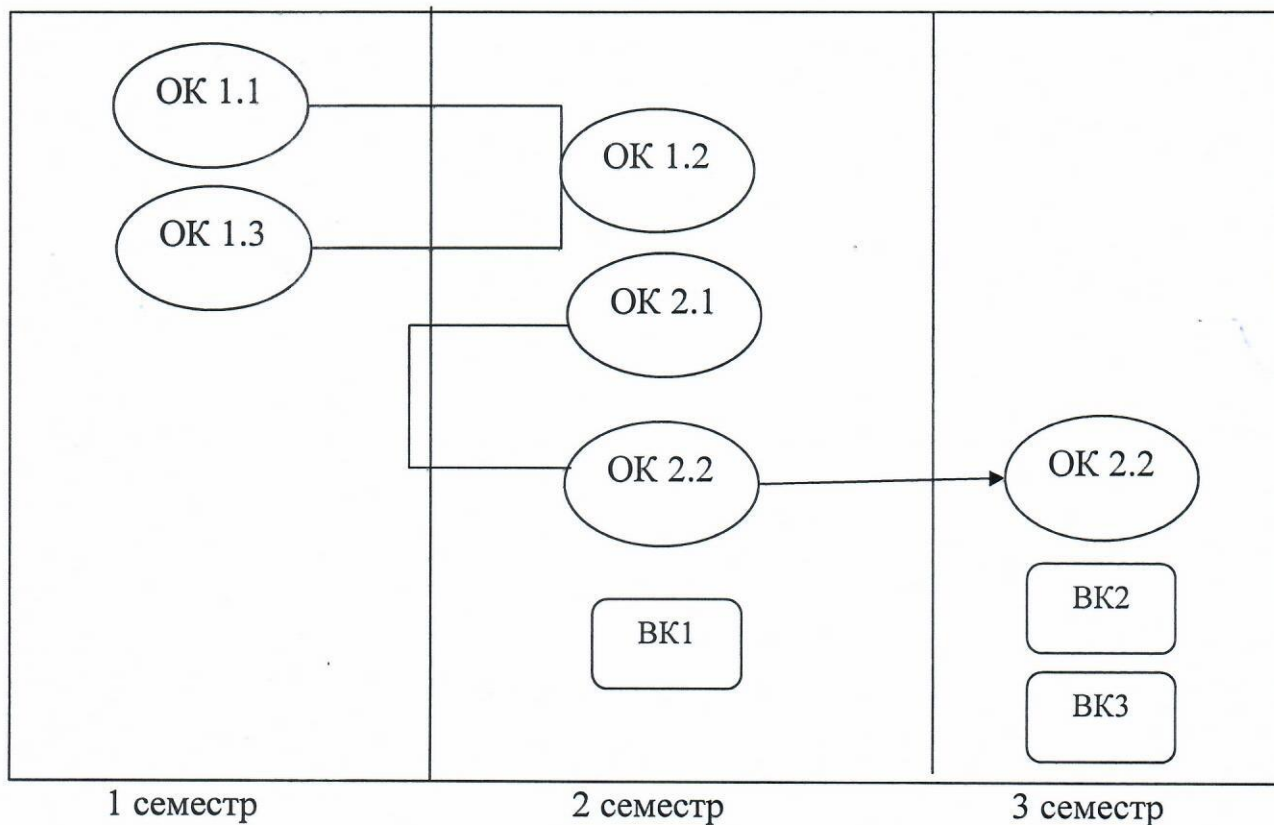 ОК 1.1
ОК 1.3
ОК 1.2
ОК 2.1
ОК 2.2
ВК1
ОК 2.2
ВК2
ВК3
1 семестр
2 семестр
3 семестр